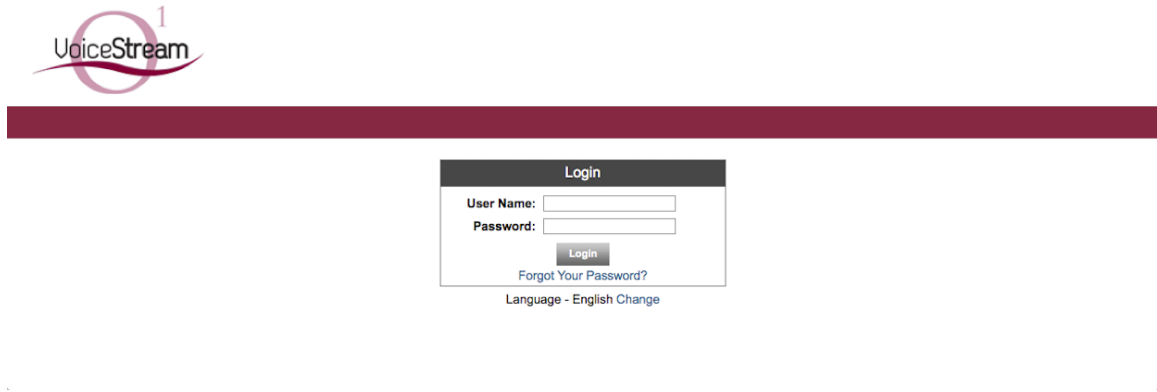 1
VoiceStream
Login
User Name:
Password:
Login
Forgot Your Password?
Language - English Change